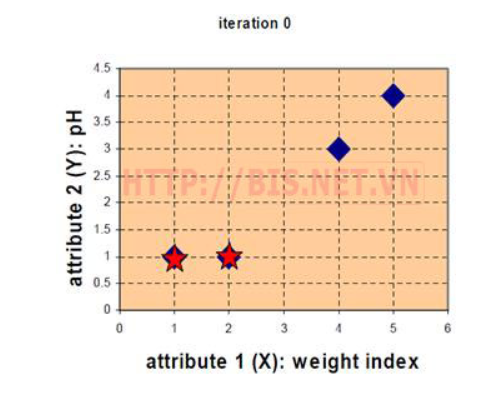 iteration 0
4.5
4
3.5
3
2.5
2
1.5
1
0.5
0
attribute 2 (Y): pH
HTTP://BIS.NET.VN
0 1 2 3 4 5 6
attribute 1 (X): weight index